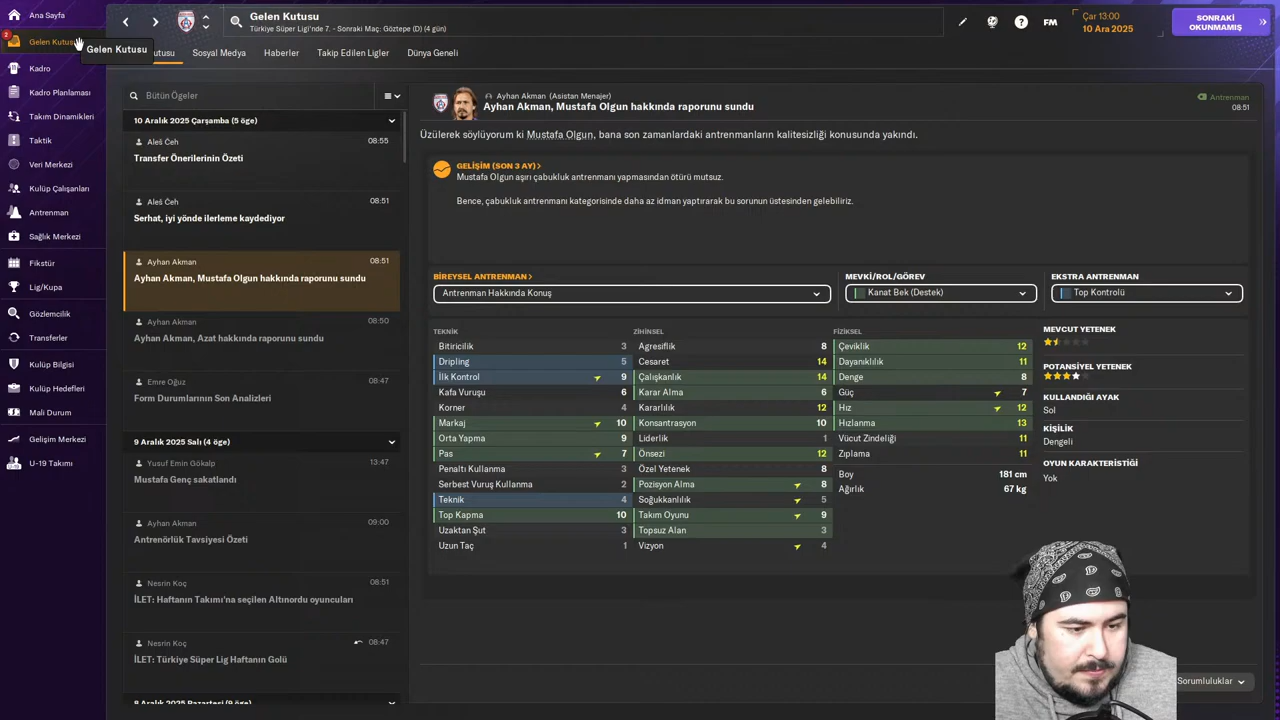 Ana Sayfa
2
Gelen Kutusu
Gelen Kutusu
Kadro
Kadro Planlaması
Takım Dinamikleri
Taktik
Veri Merkezi
Kulüp Çalışanları
Antrenman
Sağlık Merkezi
Fikstür
Lig/Kupa
Gözlemcilik
Transferler
Kulüp Bilgisi
Kulüp Hedefleri
Mali Durum
Gelişim Merkezi
U-19 Takımı
Gelen Kutusu
Türkiye Süper Ligi'nde 7. - Sonraki Maç: Göztepe (D) (4 gün)
FM
Çar 13:00
10 Ara 2025
SONRAKİ
OKUNMAMIŞ
Sosyal Medya
Haberler
Takip Edilen Ligler
Dünya Geneli
Bütün Ögeler
10 Aralık 2025 Çarşamba (5 öge)
Aleš Čeh 08:55
Transfer Önerilerinin Özeti
Aleš Čeh 08:51
Serhat, iyi yönde ilerleme kaydediyor
Ayhan Akman 08:51
Ayhan Akman, Mustafa Olgun hakkında raporunu sundu
Ayhan Akman 08:50
Ayhan Akman, Azat hakkında raporunu sundu
Emre Oğuz 08:47
Form Durumlarının Son Analizleri
9 Aralık 2025 Salı (4 öge)
Yusuf Emin Gökalp 13:47
Mustafa Genç sakatlandı
Ayhan Akman 09:00
Antrenörlük Tavsiyesi Özeti
Nesrin Koç 08:51
İLET: Haftanın Takımı'na seçilen Altınordu oyuncuları
Nesrin Koç 08:47
İLET: Türkiye Süper Lig Haftanın Golü
8 Aralık 2025 Pazartesi (9 öge)
Ayhan Akman (Asistan Menajer)
Ayhan Akman, Mustafa Olgun hakkında raporunu sundu
Antrenman
08:51
Üzülerek söylüyorum ki Mustafa Olgun, bana son zamanlardaki antrenmanların kalitesizliği konusunda yakındı.
GELİŞİM (SON 3 AY)
Mustafa Olgun aşırı çabukluk antrenmanı yapmasından ötürü mutsuz.
Bence, çabukluk antrenmanı kategorisinde daha az idman yaptırarak bu sorunun üstesinden gelebiliriz.
BİREYSEL ANTRENMAN
Antrenman Hakkında Konuş
MEVKİ/ROL/GÖREV
Kanat Bek (Destek)
EKSTRA ANTRENMAN
Top Kontrolü
TEKNİK
Bitiricilik 3
Dripling 5
İlk Kontrol 9
Kafa Vuruşu 6
Korner 4
Markaj 10
Orta Yapma 9
Pas 7
Penaltı Kullanma 3
Serbest Vuruş Kullanma 2
Teknik 4
Top Kapma 10
Uzaktan Şut 3
Uzun Taç 1
ZİHİNSEL
Agresiflik 8
Cesaret 14
Çalışkanlık 14
Karar Alma 6
Kararlılık 12
Konsantrasyon 10
Liderlik 1
Önsezi 12
Özel Yetenek 8
Pozisyon Alma 8
Soğukkanlılık 5
Takım Oyunu 9
Topsuz Alan 3
Vizyon 4
FİZİKSEL
Çeviklik 12
Dayanıklılık 11
Denge 8
Güç 7
Hız 12
Hızlanma 13
Vücut Zindeliği 11
Zıplama 11
Boy 181 cm
Ağırlık 67 kg
MEVCUT YETENEK
POTANSİYEL YETENEK
KULLANDIĞI AYAK
Sol
KİŞİLİK
Dengeli
OYUN KARAKTERİSTİĞİ
Yok
Sorumluluklar